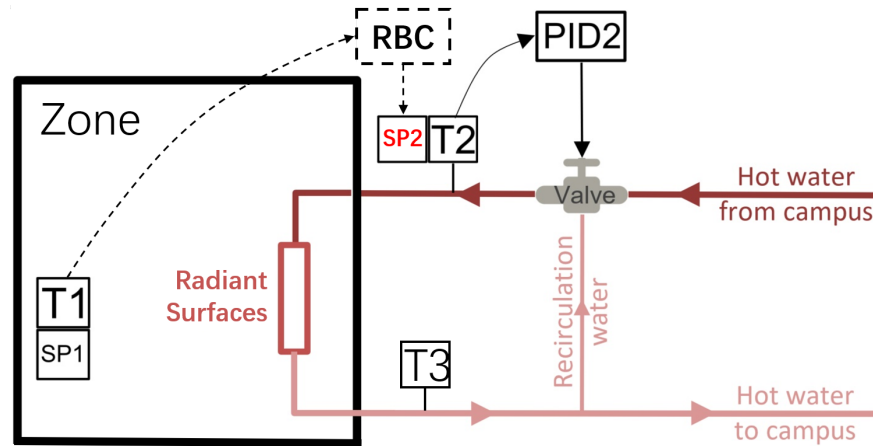 RBC
PID2
Zone
SP2
T2
Valve
Hot water
from campus
Radiant
Surfaces
Recirculation
water
T1
SP1
T3
Hot water
to campus